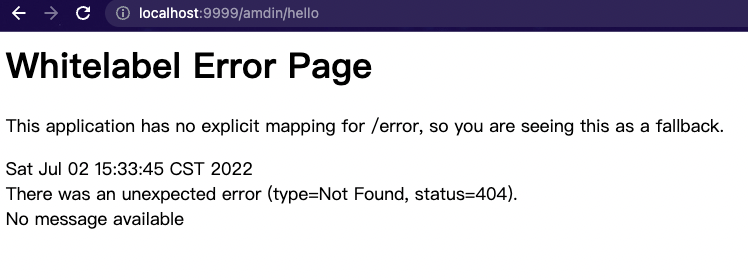 localhost:9999/amdin/hello
Whitelabel Error Page
This application has no explicit mapping for /error, so you are seeing this as a fallback.
Sat Jul 02 15:33:45 CST 2022
There was an unexpected error (type=Not Found, status=404).
No message available